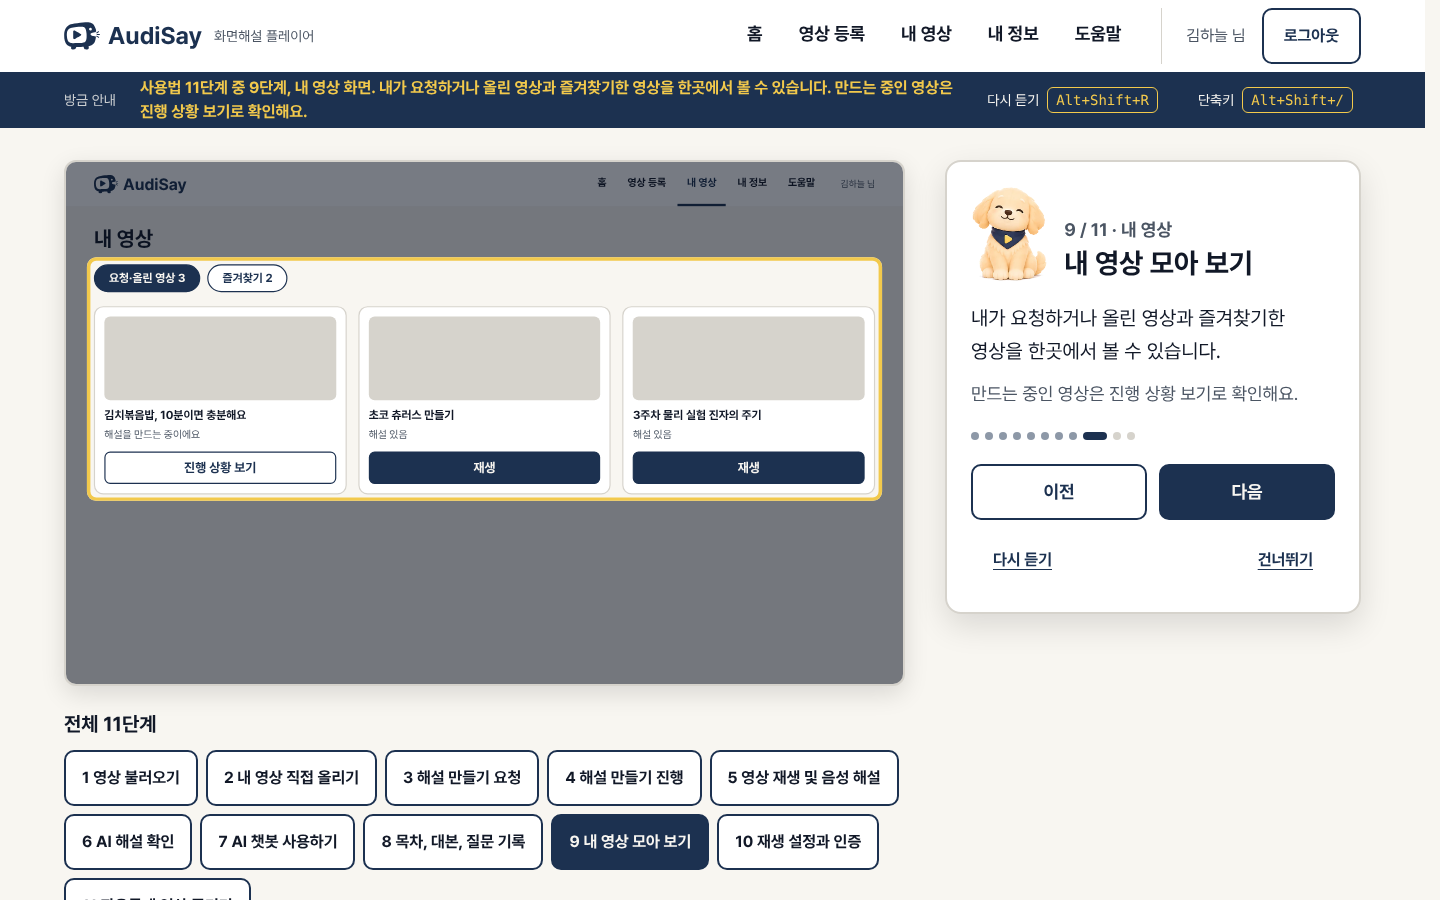 AudiSay 화면해설 플레이어
홈 영상 등록 내 영상 내 정보 도움말 김하늘 님 로그아웃
방금 안내
사용법 11단계 중 9단계, 내 영상 화면. 내가 요청하거나 올린 영상과 즐겨찾기한 영상을 한곳에서 볼 수 있습니다. 만드는 중인 영상은
진행 상황 보기로 확인해요.
다시 듣기 Alt+Shift+R 단축키 Alt+Shift+/
AudiSay 홈 영상 등록 내 영상 내 정보 도움말 김하늘 님
내 영상
요청·올린 영상 3 즐겨찾기 2
김치볶음밥, 10분이면 충분해요
해설을 만드는 중이에요
진행 상황 보기
초코 츄러스 만들기
해설 있음
재생
3주차 물리 실험 진자의 주기
해설 있음
재생
9 / 11 · 내 영상
내 영상 모아 보기
내가 요청하거나 올린 영상과 즐겨찾기한
영상을 한곳에서 볼 수 있습니다.
만드는 중인 영상은 진행 상황 보기로 확인해요.
이전 다음
다시 듣기 건너뛰기
전체 11단계
1 영상 불러오기 2 내 영상 직접 올리기 3 해설 만들기 요청 4 해설 만들기 진행 5 영상 재생 및 음성 해설
6 AI 해설 확인 7 AI 챗봇 사용하기 8 목차, 대본, 질문 기록 9 내 영상 모아 보기 10 재생 설정과 인증